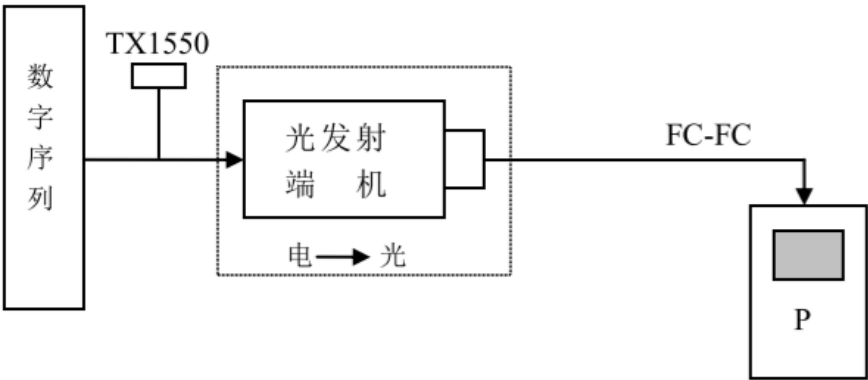 数
字
序
列
TX1550
光发射
端 机
电 光
FC-FC
P